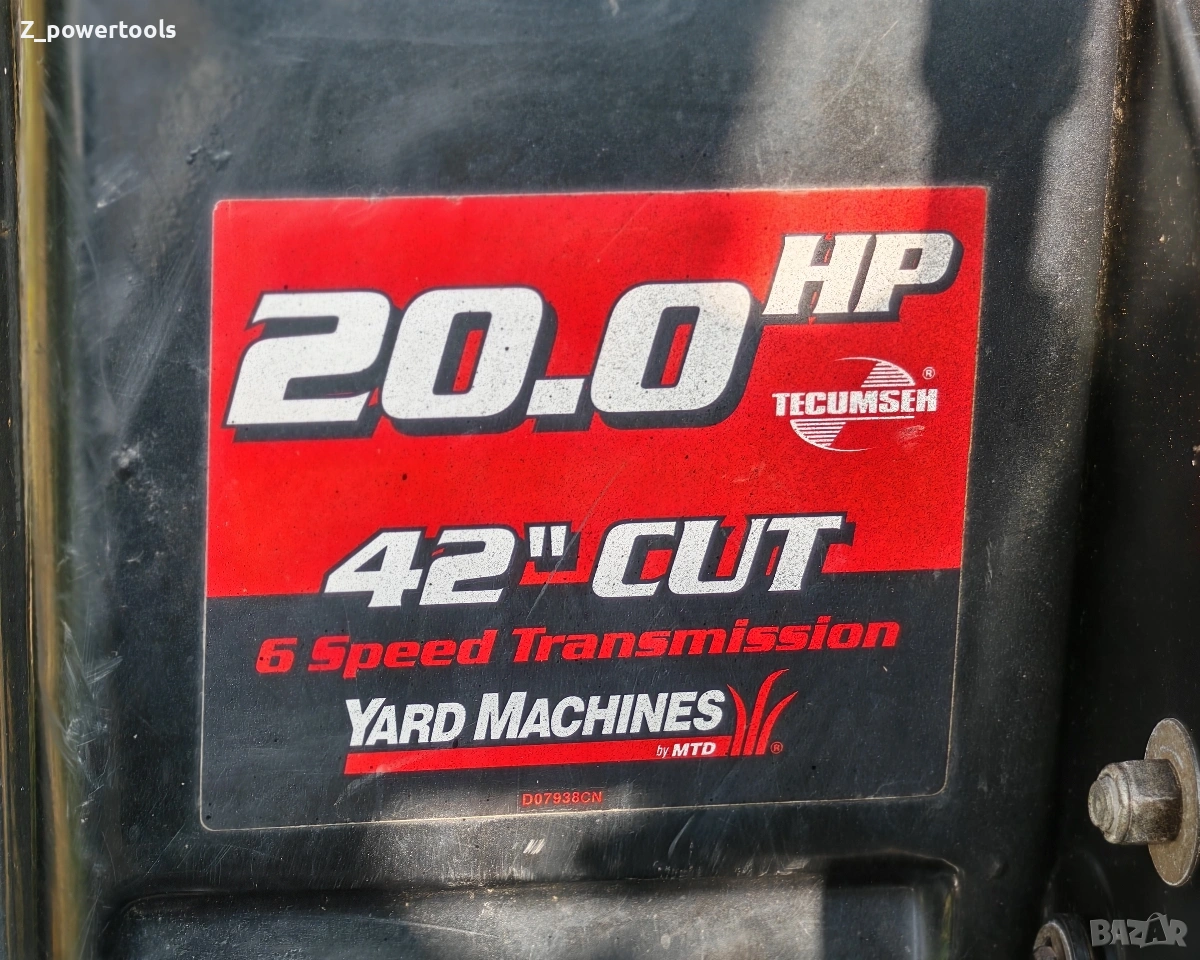 Z_powertools
20.0 HP
TECUMSEH®
42" CUT
6 Speed Transmission
YARD MACHINES
by MTD ®
D07938CN
BAZAR